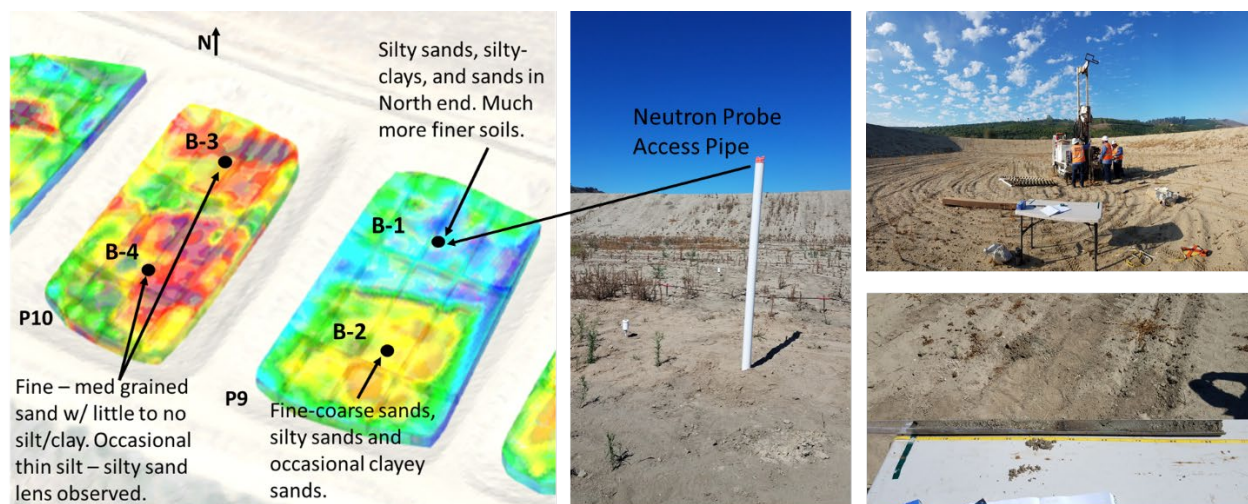 N
Silty sands, silty-
clays, and sands in
North end. Much
more finer soils.
Neutron Probe
Access Pipe
B-3
B-1
B-4
B-2
P10
P9
Fine – med grained
sand w/ little to no
silt/clay. Occasional
thin silt – silty sand
lens observed.
Fine-coarse sands,
silty sands and
occasional clayey
sands.